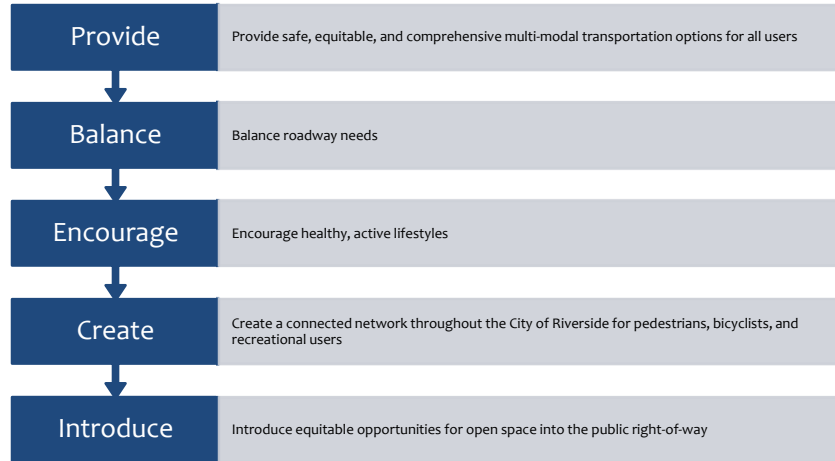 Provide
Provide safe, equitable, and comprehensive multi-modal transportation options for all users
Balance
Balance roadway needs
Encourage
Encourage healthy, active lifestyles
Create
Create a connected network throughout the City of Riverside for pedestrians, bicyclists, and
recreational users
Introduce
Introduce equitable opportunities for open space into the public right-of-way